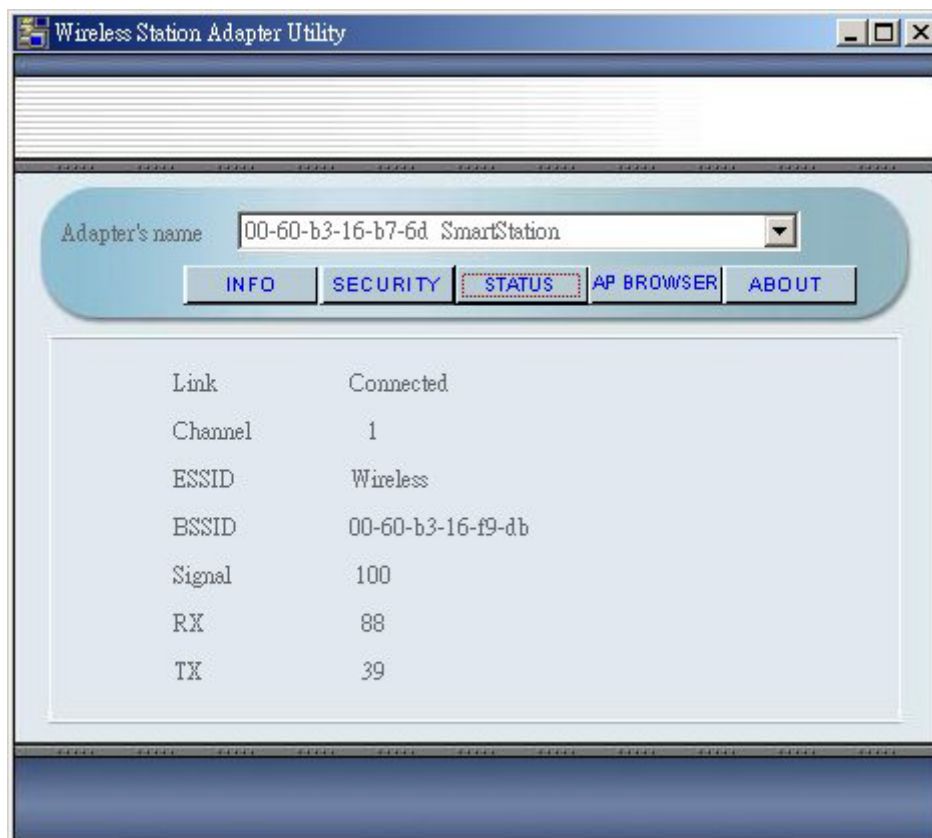 Wireless Station Adapter Utility
Adapter's name 00-60-b3-16-b7-6d SmartStation
INFO SECURITY STATUS AP BROWSER ABOUT
Link Connected
Channel 1
ESSID Wireless
BSSID 00-60-b3-16-f9-db
Signal 100
RX 88
TX 39